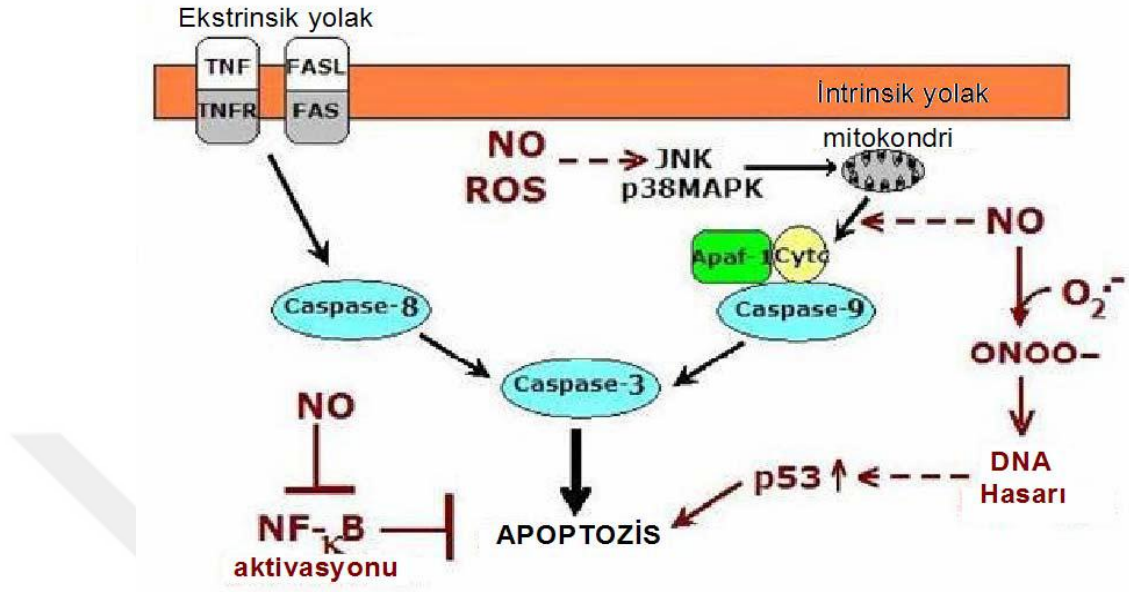 Ekstrinsik yolak
TNF
FASL
TNFR
FAS
İntrinsik yolak
mitokondri
NO
ROS
JNK
p38MAPK
NO
Apaf-1
Cytc
Caspase-8
Caspase-9
O2·-
ONOO-
Caspase-3
NO
DNA
Hasarı
p53
NF-κB
aktivasyonu
APOPTOZİS